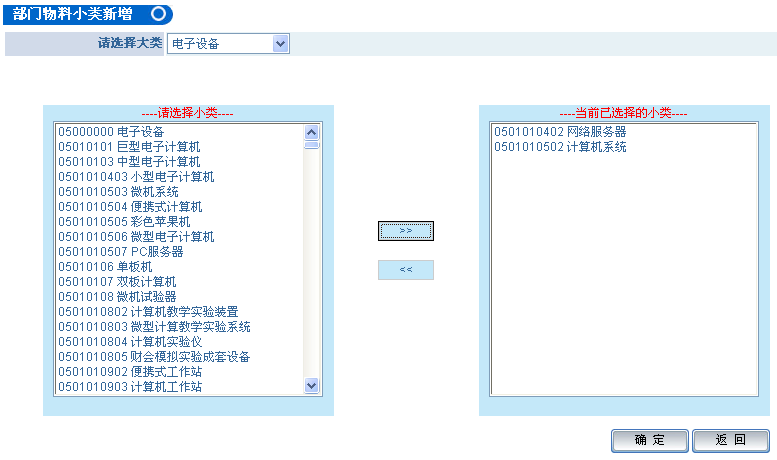 部门物料小类新增
请选择大类 电子设备
----请选择小类----
05000000 电子设备
05010101 巨型电子计算机
05010103 中型电子计算机
0501010403 小型电子计算机
0501010503 微机系统
0501010504 便携式计算机
0501010505 彩色苹果机
0501010506 微型电子计算机
0501010507 PC服务器
05010106 单板机
05010107 双板计算机
05010108 微机试验器
0501010802 计算机教学实验装置
0501010803 微型计算教学实验系统
0501010804 计算机实验仪
0501010805 财会模拟实验成套设备
0501010902 便携式工作站
0501010903 计算机工作站
>>
<<
----当前已选择的小类----
0501010402 网络服务器
0501010502 计算机系统
确 定
返 回